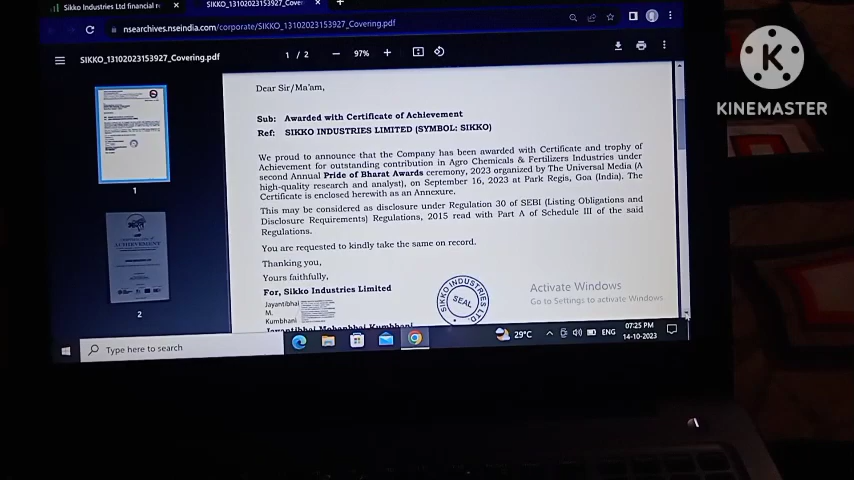 Sikko Industries Ltd financial r
SIKKO_13102023153927_Cover
nsearchives.nseindia.com/corporate/SIKKO_13102023153927_Covering.pdf
SIKKO_13102023153927_Covering.pdf
1 / 2
97%
K
KINEMASTER
1
ACHIEVEMENT
2
Dear Sir/Ma'am,
Sub: Awarded with Certificate of Achievement
Ref: SIKKO INDUSTRIES LIMITED (SYMBOL: SIKKO)
We proud to announce that the Company has been awarded with Certificate and trophy of
Achievement for outstanding contribution in Agro Chemicals & Fertilizers Industries under
second Annual Pride of Bharat Awards ceremony, 2023 organized by The Universal Media (A
high-quality research and analyst), on September 16, 2023 at Park Regis, Goa (India). The
Certificate is enclosed herewith as an Annexure.
This may be considered as disclosure under Regulation 30 of SEBI (Listing Obligations and
Disclosure Requirements) Regulations, 2015 read with Part A of Schedule III of the said
Regulations.
You are requested to kindly take the same on record.
Thanking you,
Yours faithfully,
For, Sikko Industries Limited
Jayantibhai
M.
Kumbhani
SIKKO INDUSTRIES LTD
SEAL
Jayantibhai Mohanbhai Kumbhani
Activate Windows
Go to Settings to activate Windows
Type here to search
29°C
ENG
07:25 PM
14-10-2023